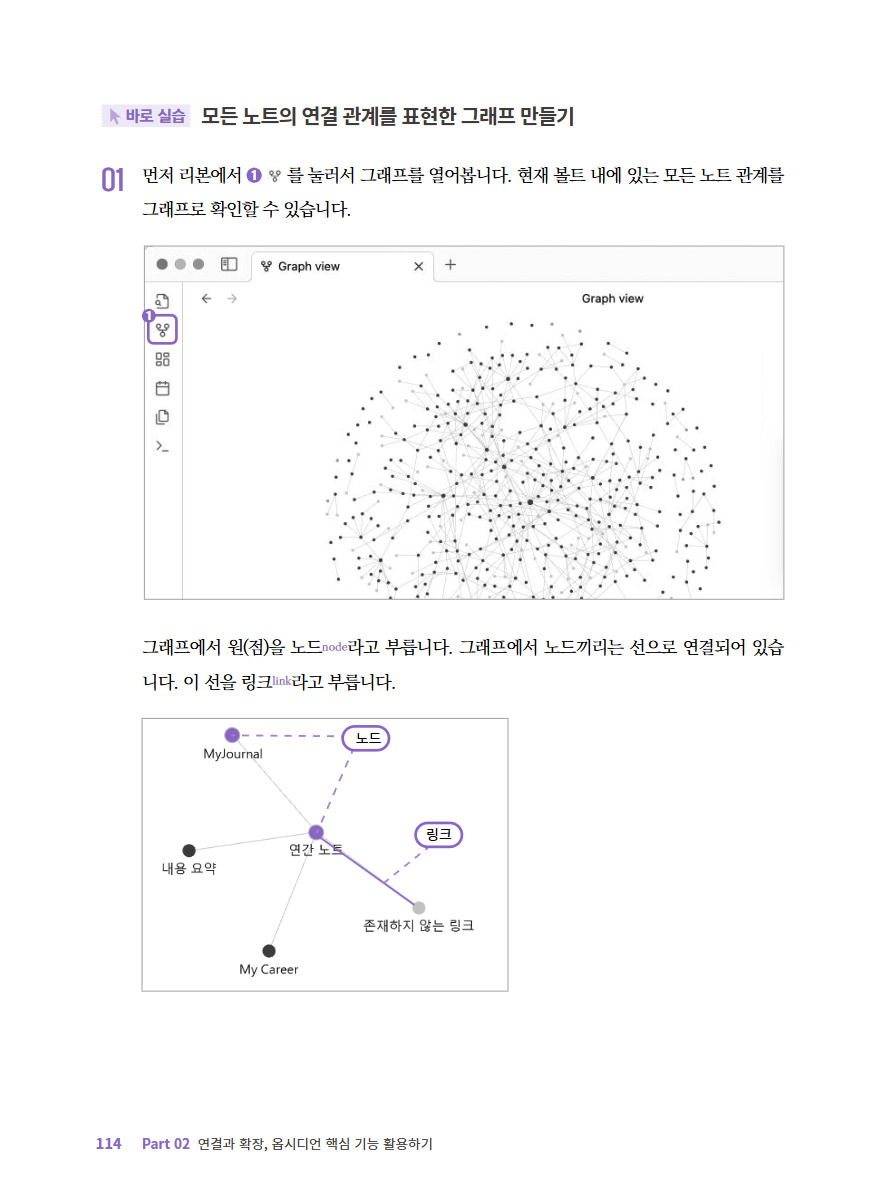 바로 실습 모든 노트의 연결 관계를 표현한 그래프 만들기
01 먼저 리본에서 ❶ 를 눌러서 그래프를 열어봅니다. 현재 볼트 내에 있는 모든 노트 관계를
그래프로 확인할 수 있습니다.
Graph view
Graph view
❶
그래프에서 원(점)을 노드node라고 부릅니다. 그래프에서 노드끼리는 선으로 연결되어 있습
니다. 이 선을 링크link라고 부릅니다.
노드
MyJournal
링크
연간 노트
내용 요약
존재하지 않는 링크
My Career
114 Part 02 연결과 확장, 옵시디언 핵심 기능 활용하기